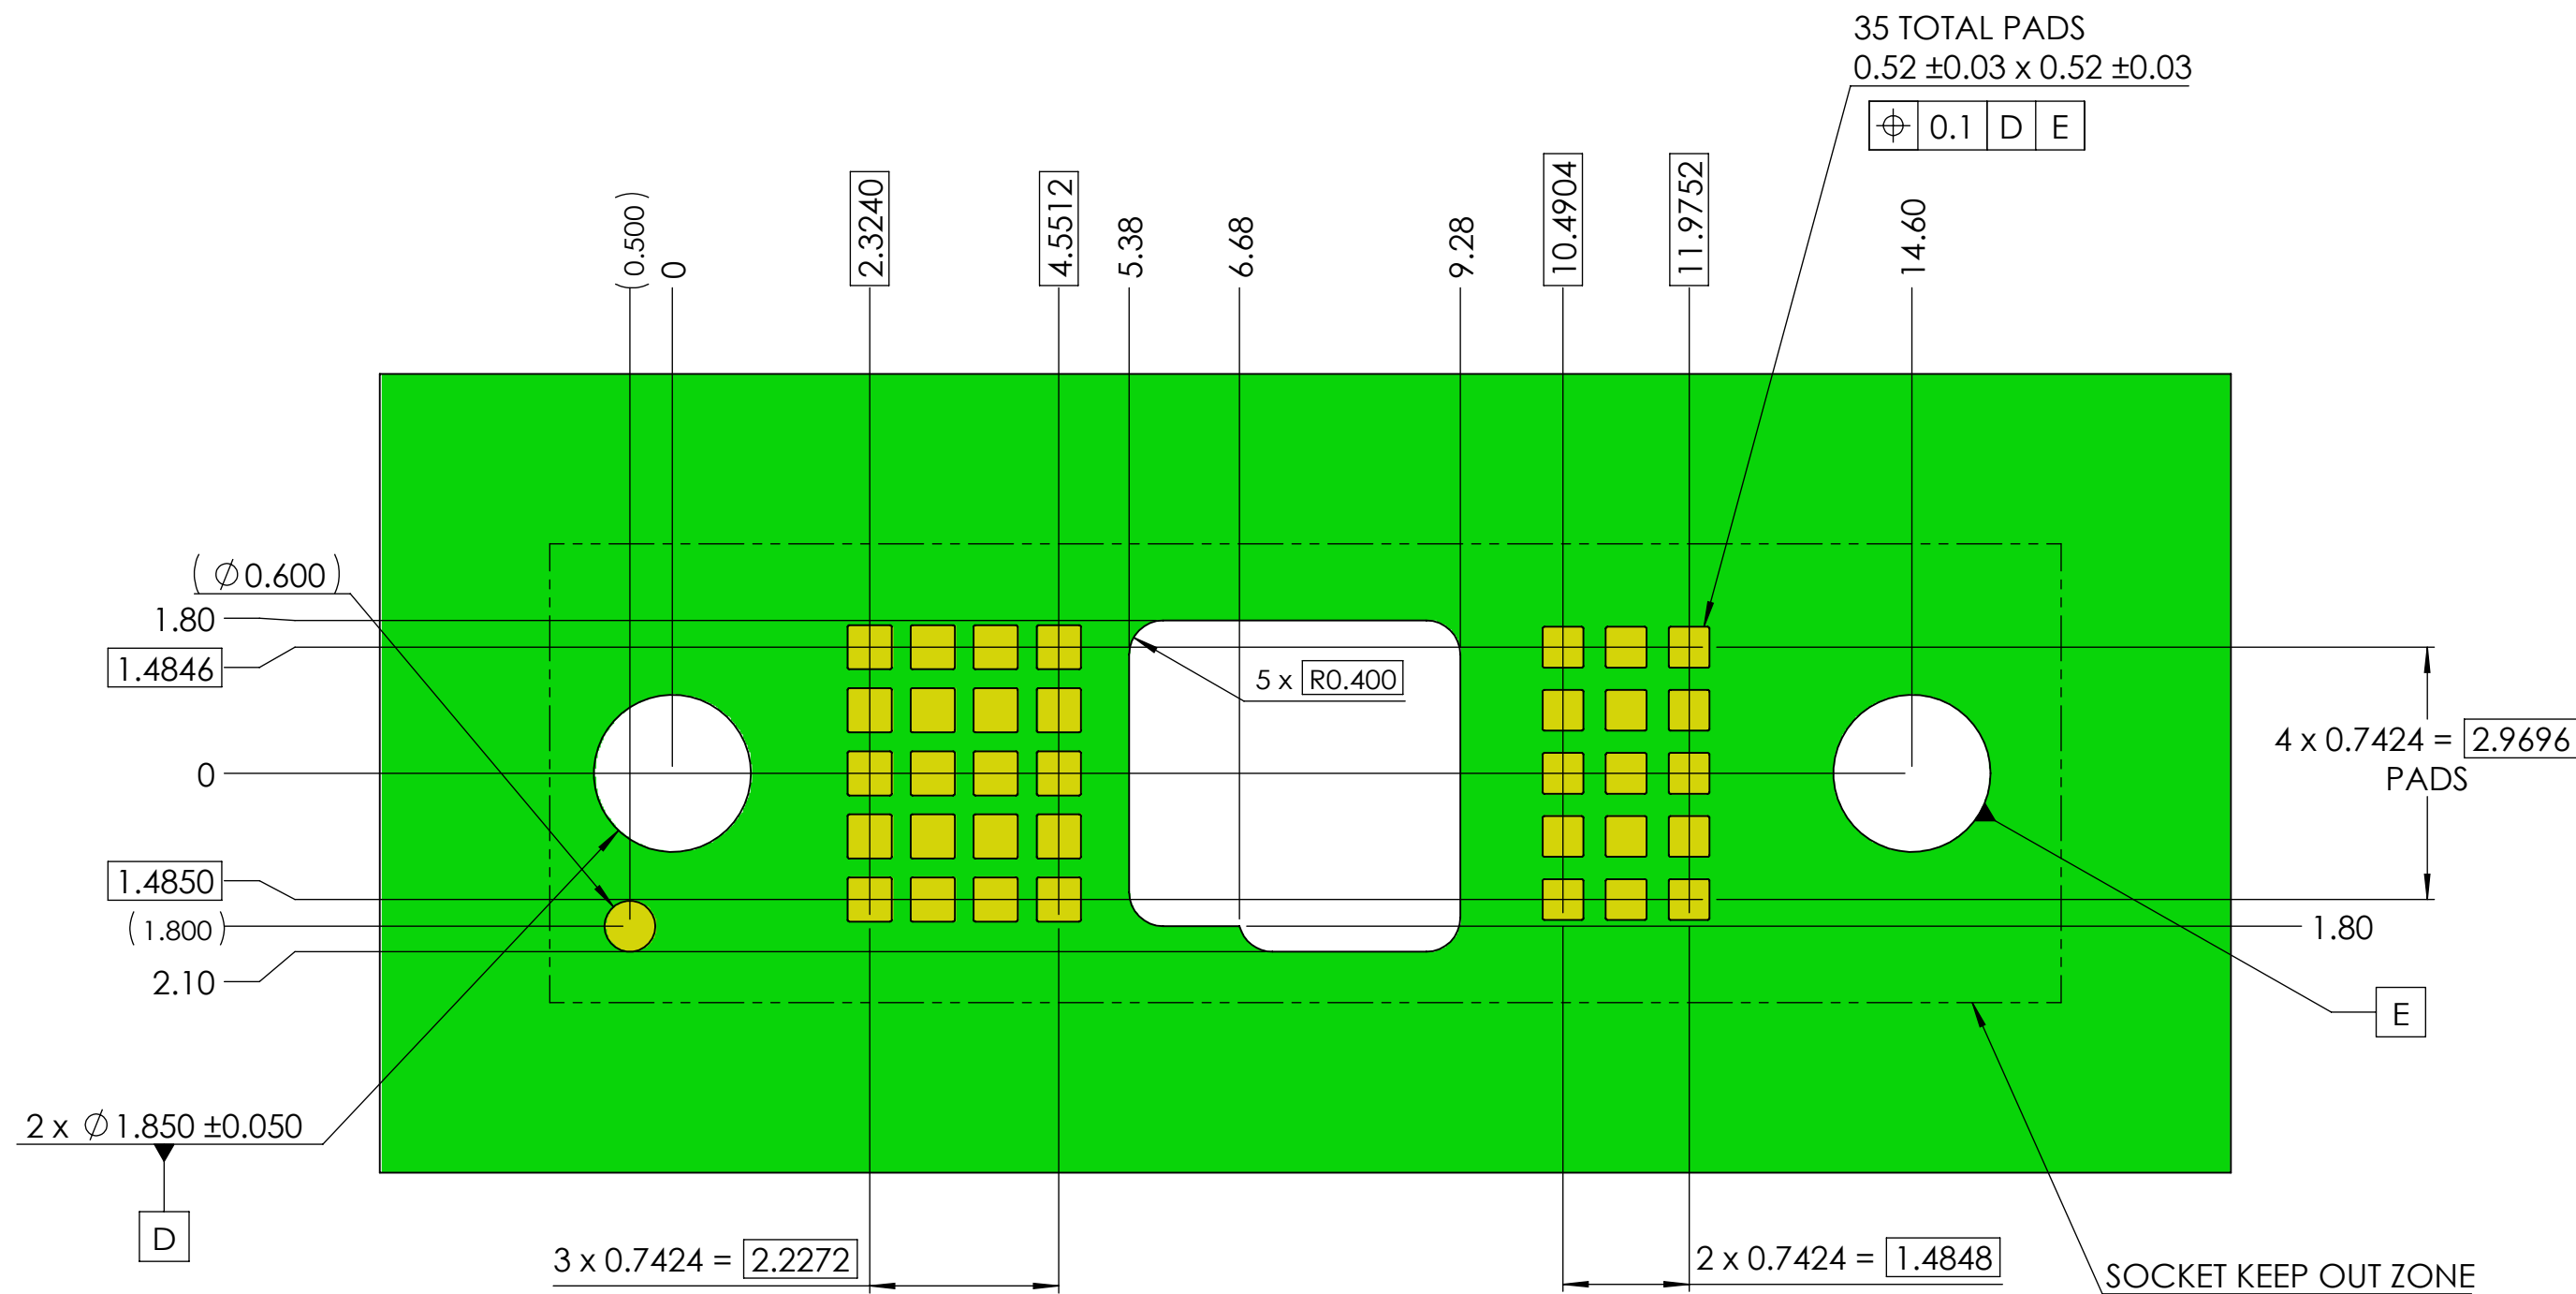 35 TOTAL PADS
0.52 ±0.03 x 0.52 ±0.03
⌖ 0.1 D E
(0.500)
0
2.3240
4.5512
5.38
6.68
9.28
10.4904
11.9752
14.60
(∅0.600)
1.80
1.4846
0
1.4850
(1.800)
2.10
5 x R0.400
4 x 0.7424 = 2.9696
PADS
1.80
E
2 x ∅1.850 ±0.050
D
3 x 0.7424 = 2.2272
2 x 0.7424 = 1.4848
SOCKET KEEP OUT ZONE